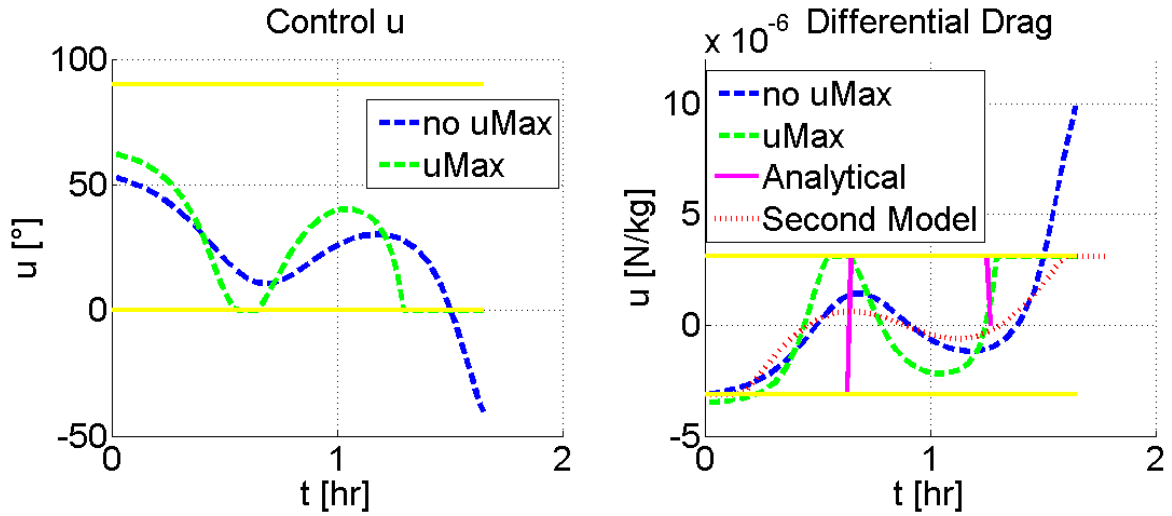 Control u
100
50
0
-50
u [°]
0
1
2
t [hr]
no uMax
uMax
x 10^-6
Differential Drag
10
5
0
-5
u [N/kg]
0
1
2
t [hr]
no uMax
uMax
Analytical
Second Model